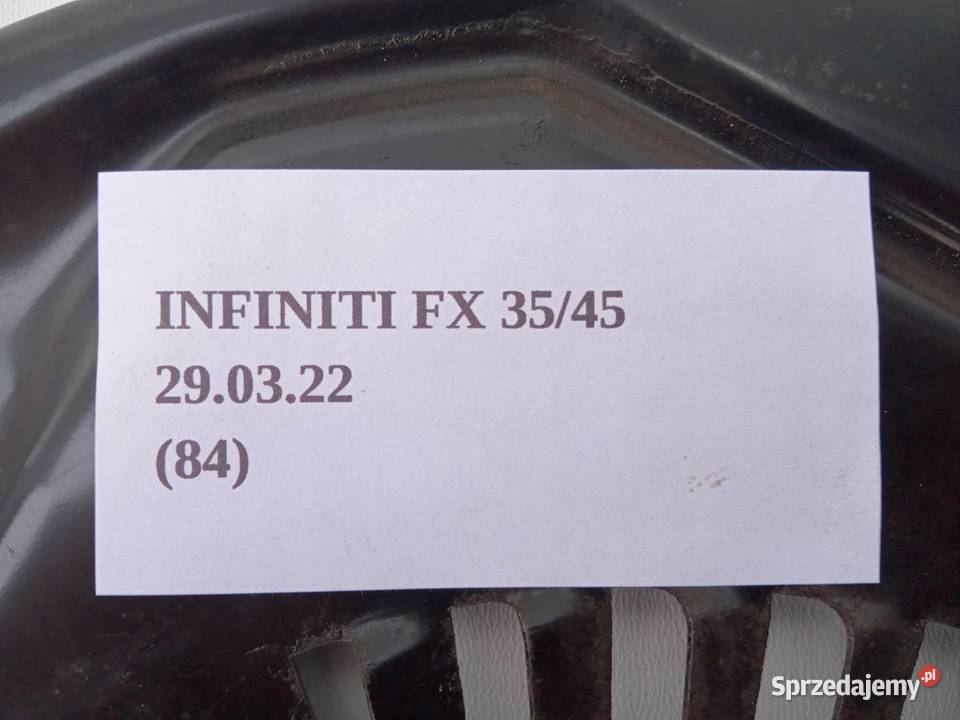 INFINITI FX 35/45
29.03.22
(84)
Sprzedajemy.pl